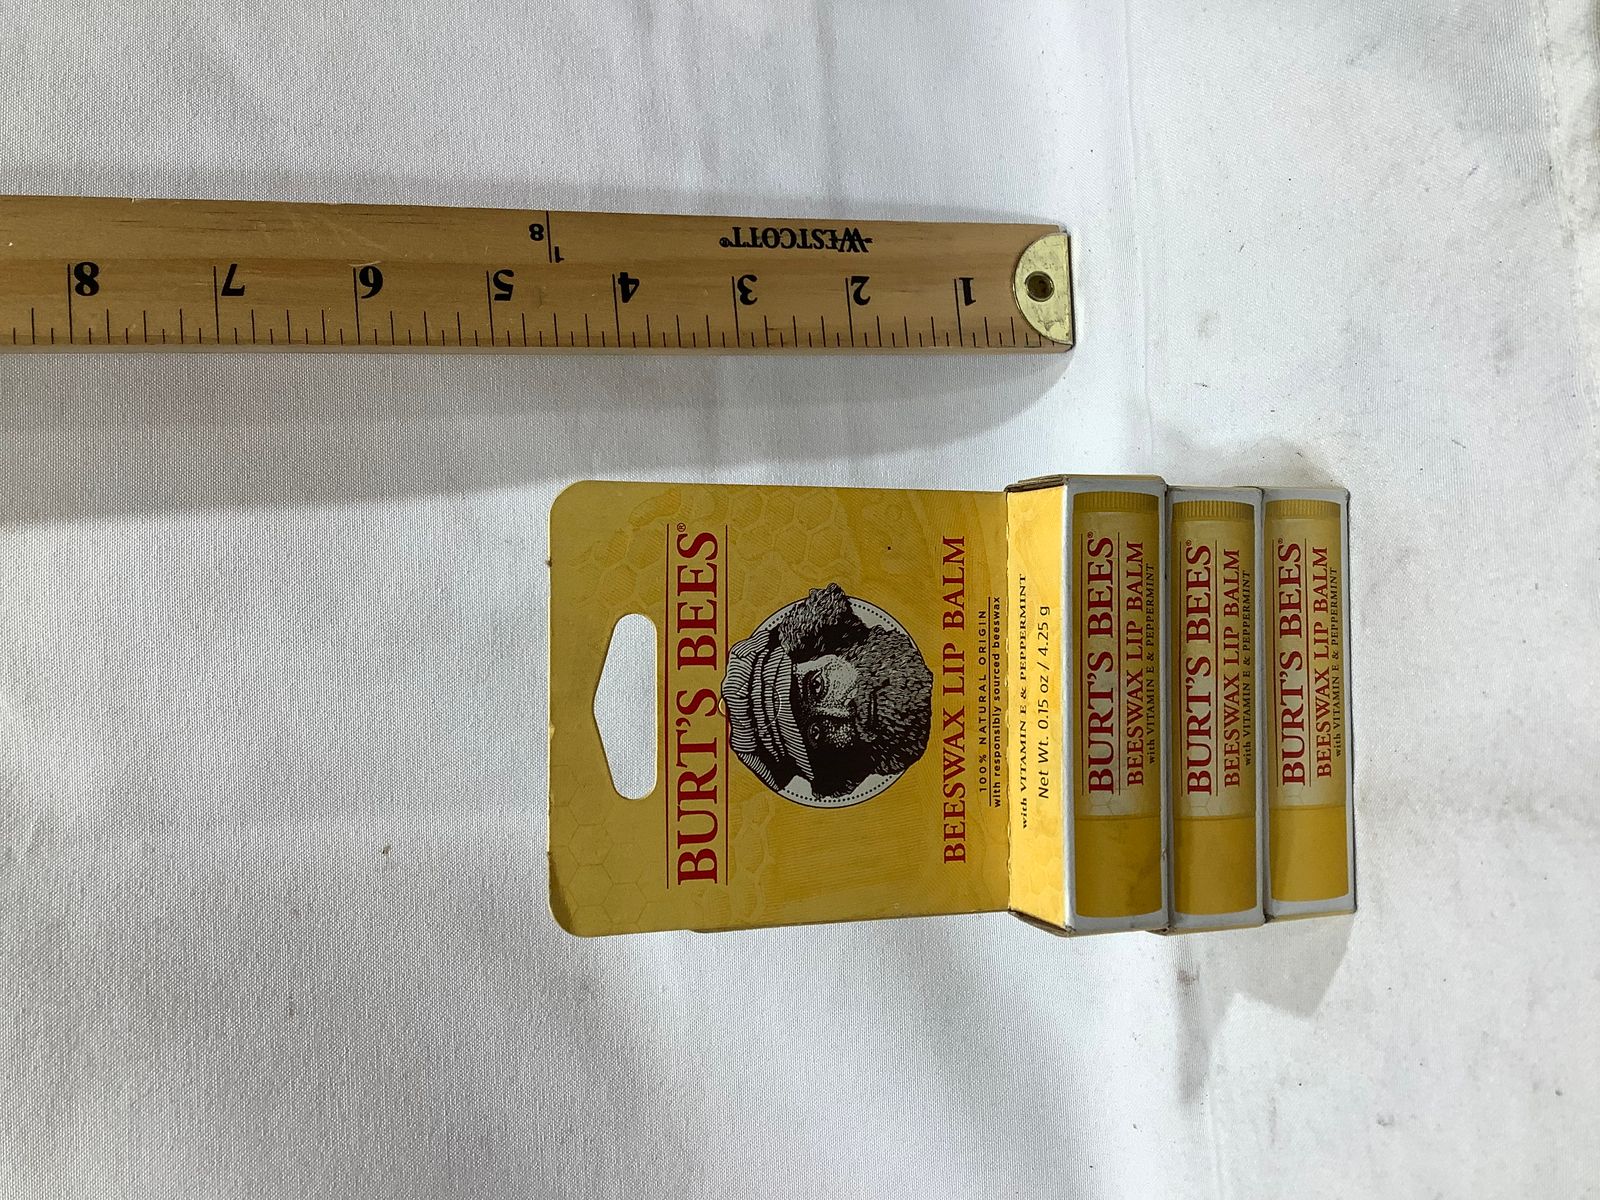 WESTCOTT®
1
2
3
4
5
6
7
8
1
8
BURT'S BEES®
BEESWAX LIP BALM
100% NATURAL ORIGIN
with responsibly sourced beeswax
with VITAMIN E & PEPPERMINT
Net Wt. 0.15 oz / 4.25 g
BURT'S BEES®
BEESWAX LIP BALM
with VITAMIN E & PEPPERMINT
BURT'S BEES®
BEESWAX LIP BALM
with VITAMIN E & PEPPERMINT
BURT'S BEES®
BEESWAX LIP BALM
with VITAMIN E & PEPPERMINT